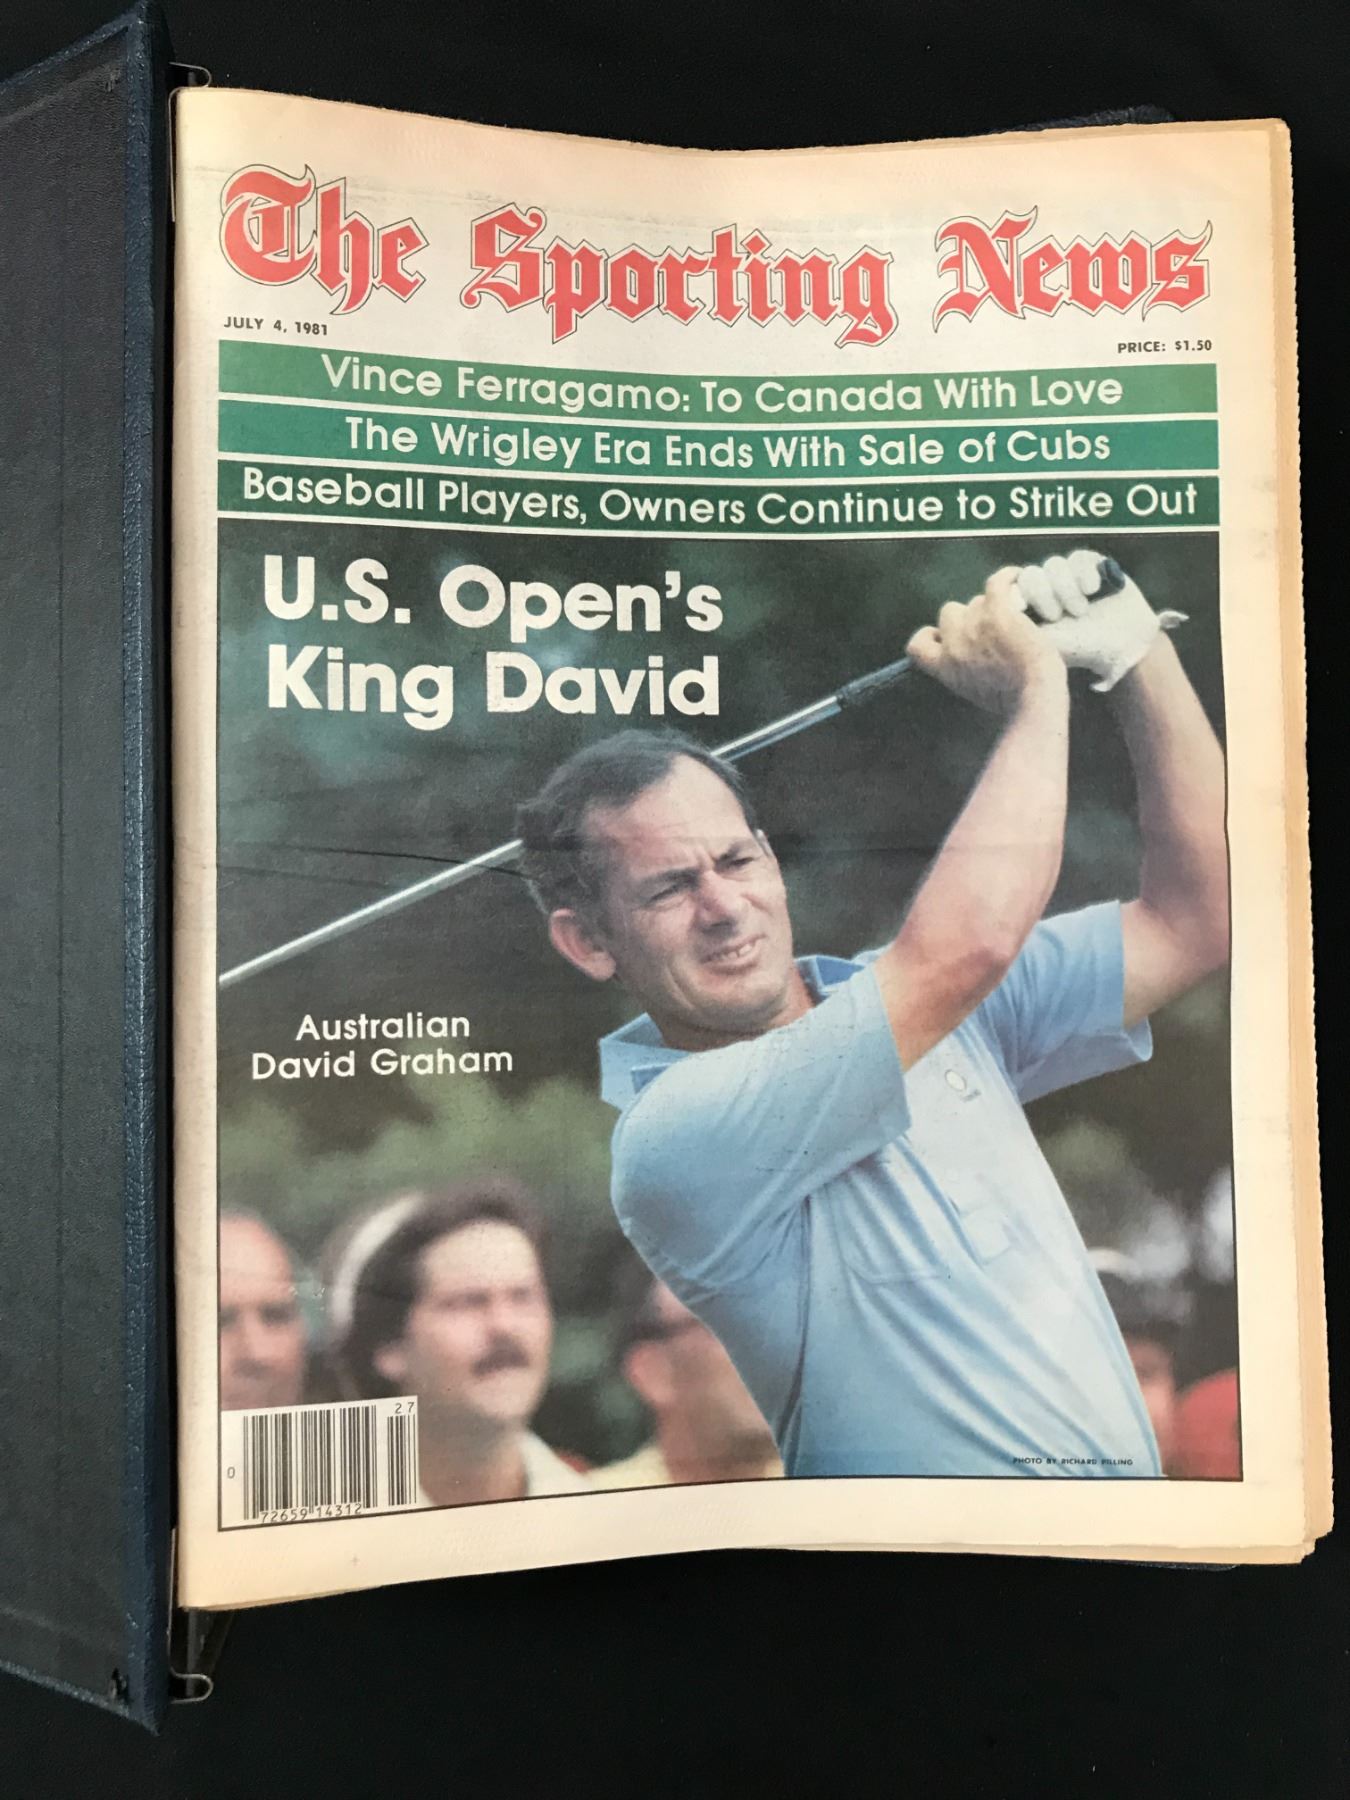 The Sporting News
JULY 4, 1981
PRICE: $1.50
Vince Ferragamo: To Canada With Love
The Wrigley Era Ends With Sale of Cubs
Baseball Players, Owners Continue to Strike Out
U.S. Open's
King David
Australian
David Graham
27
0
72659 14312
PHOTO BY RICHARD PILLING